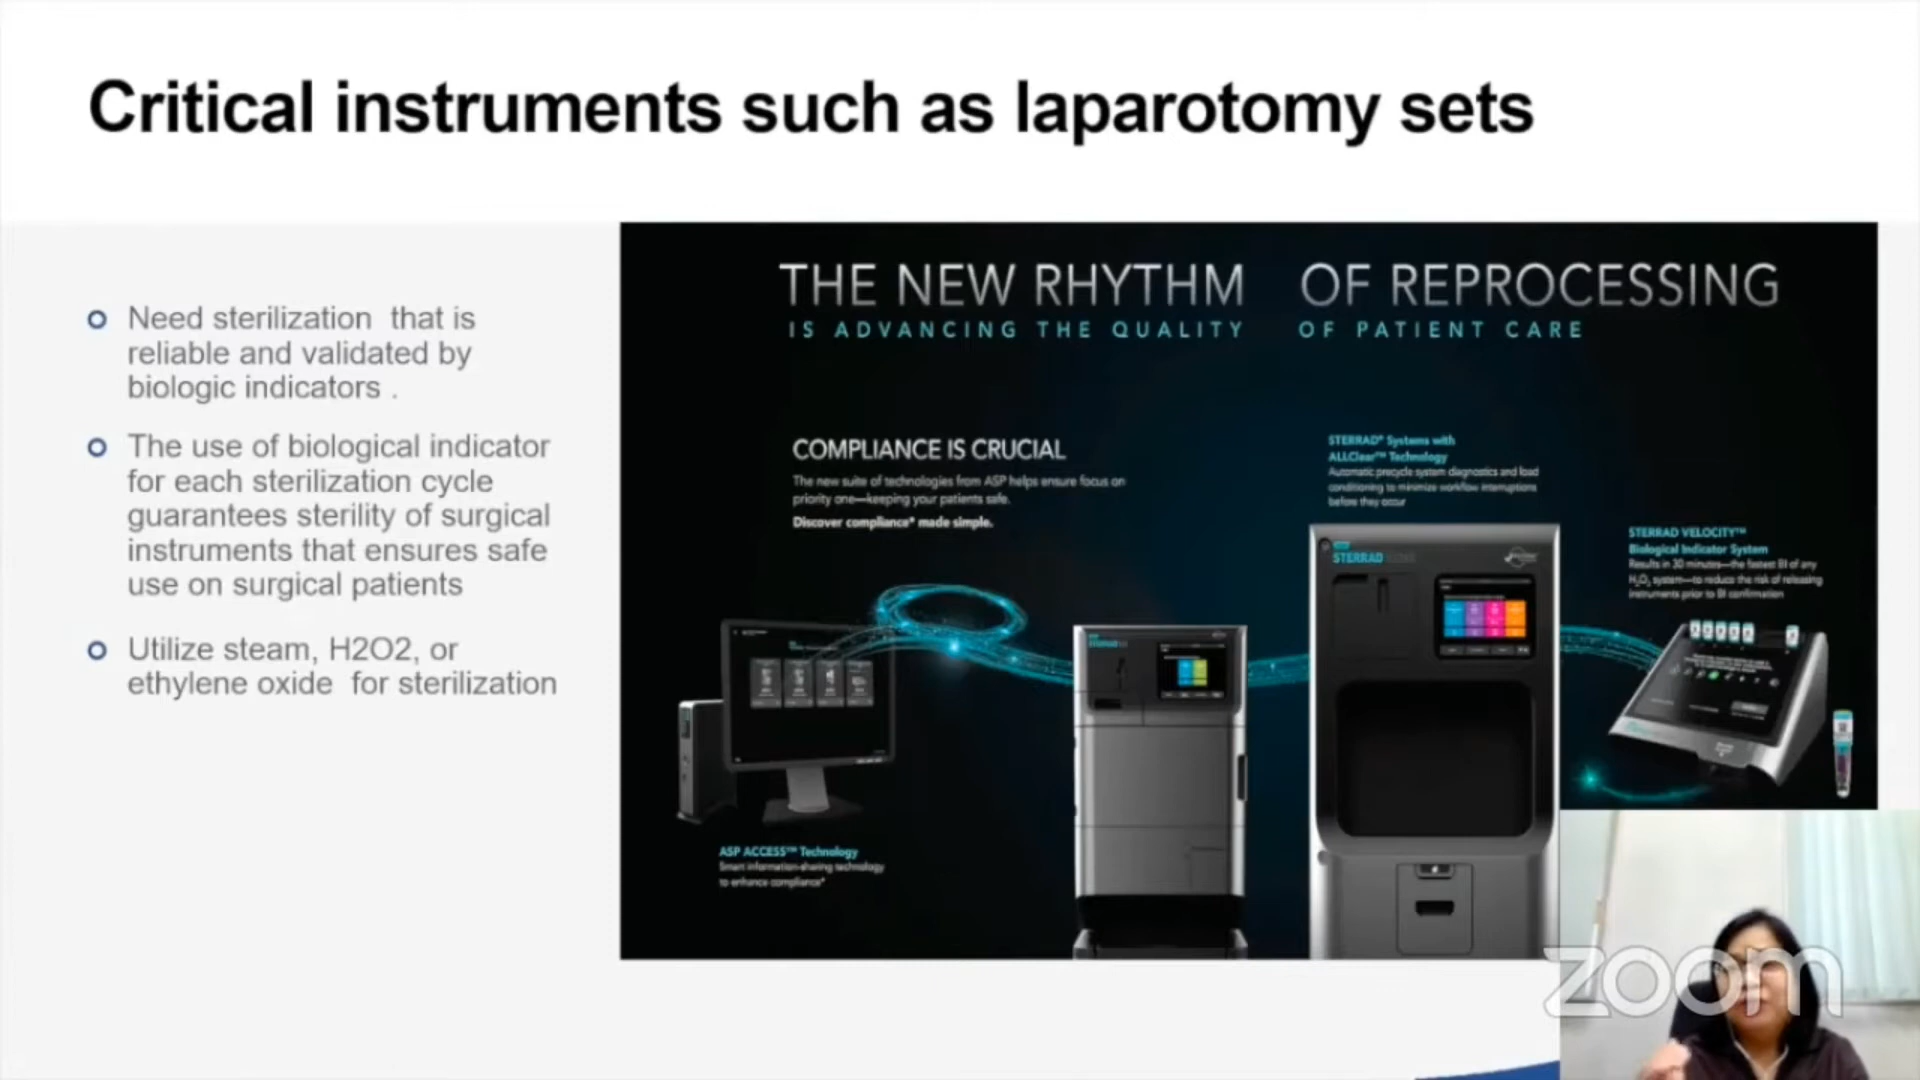 Critical instruments such as laparotomy sets
Need sterilization that is
reliable and validated by
biologic indicators .
The use of biological indicator
for each sterilization cycle
guarantees sterility of surgical
instruments that ensures safe
use on surgical patients
Utilize steam, H2O2, or
ethylene oxide for sterilization
THE NEW RHYTHM OF REPROCESSING
IS ADVANCING THE QUALITY OF PATIENT CARE
COMPLIANCE IS CRUCIAL
The new suite of technologies from ASP helps ensure focus on
priority one—keeping your patients safe.
Discover compliance* made simple.
STERRAD® Systems with
ALLClear™ Technology
Automatic precycle system diagnostics and load
conditioning to minimize workflow interruptions
before they occur
STERRAD VELOCITY™
Biological Indicator System
Results in 30 minutes—the fastest BI of any
H₂O₂ system—to reduce the risk of releasing
instruments prior to BI confirmation
ASP ACCESS™ Technology
Smart information-sharing technology
to enhance compliance*
STERRAD
STERRAD
zoom